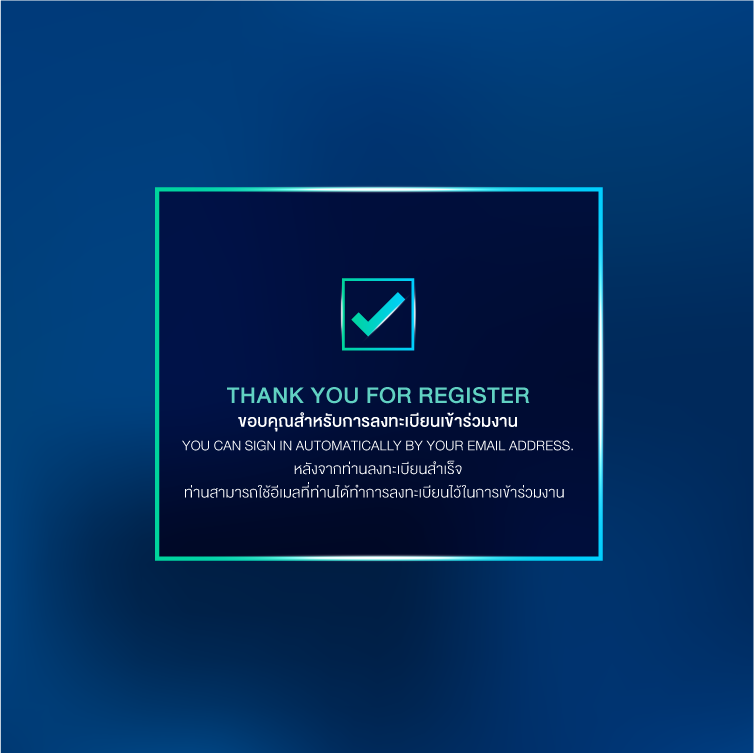 THANK YOU FOR REGISTER
ขอบคุณสำหรับการลงทะเบียนเข้าร่วมงาน
YOU CAN SIGN IN AUTOMATICALLY BY YOUR EMAIL ADDRESS.
หลังจากท่านลงทะเบียนสำเร็จ
ท่านสามารถใช้อีเมลที่ท่านได้ทำการลงทะเบียนไว้ในการเข้าร่วมงาน